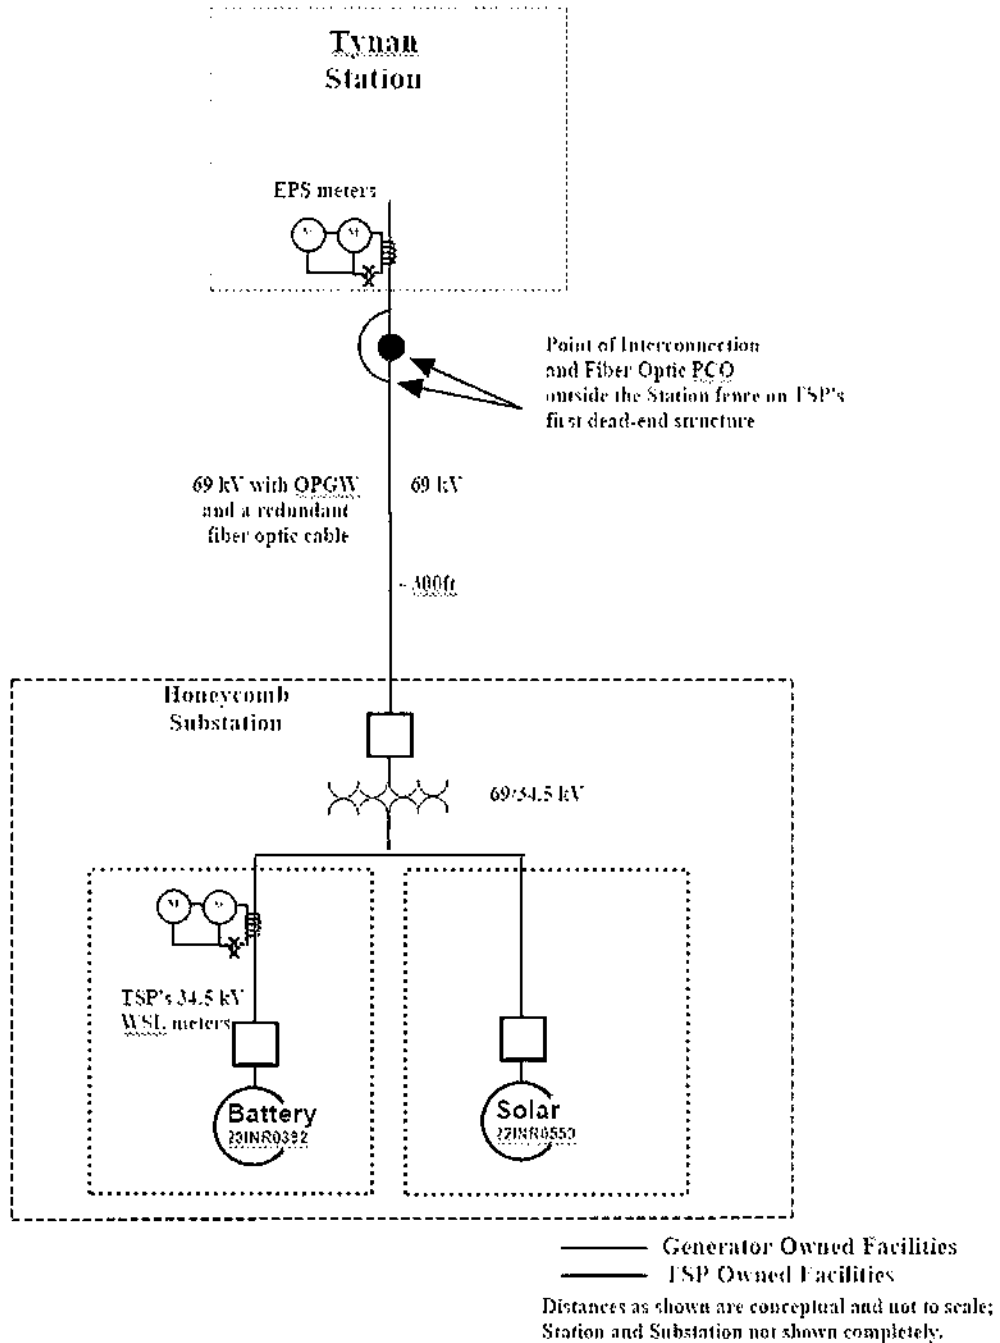 Tynan
Station
EPS meters
M M
Point of Interconnection
and Fiber Optic PCO
outside the Station fence on TSP's
first dead-end structure
69 kV with OPGW
and a redundant
fiber optic cable
69 kV
~ 300ft
Honeycomb
Substation
69/34.5 kV
M M
TSP's 34.5 kV
WSL meters
Battery
23INR0392
Solar
22INR0559
Generator Owned Facilities
TSP Owned Facilities
Distances as shown are conceptual and not to scale;
Station and Substation not shown completely.